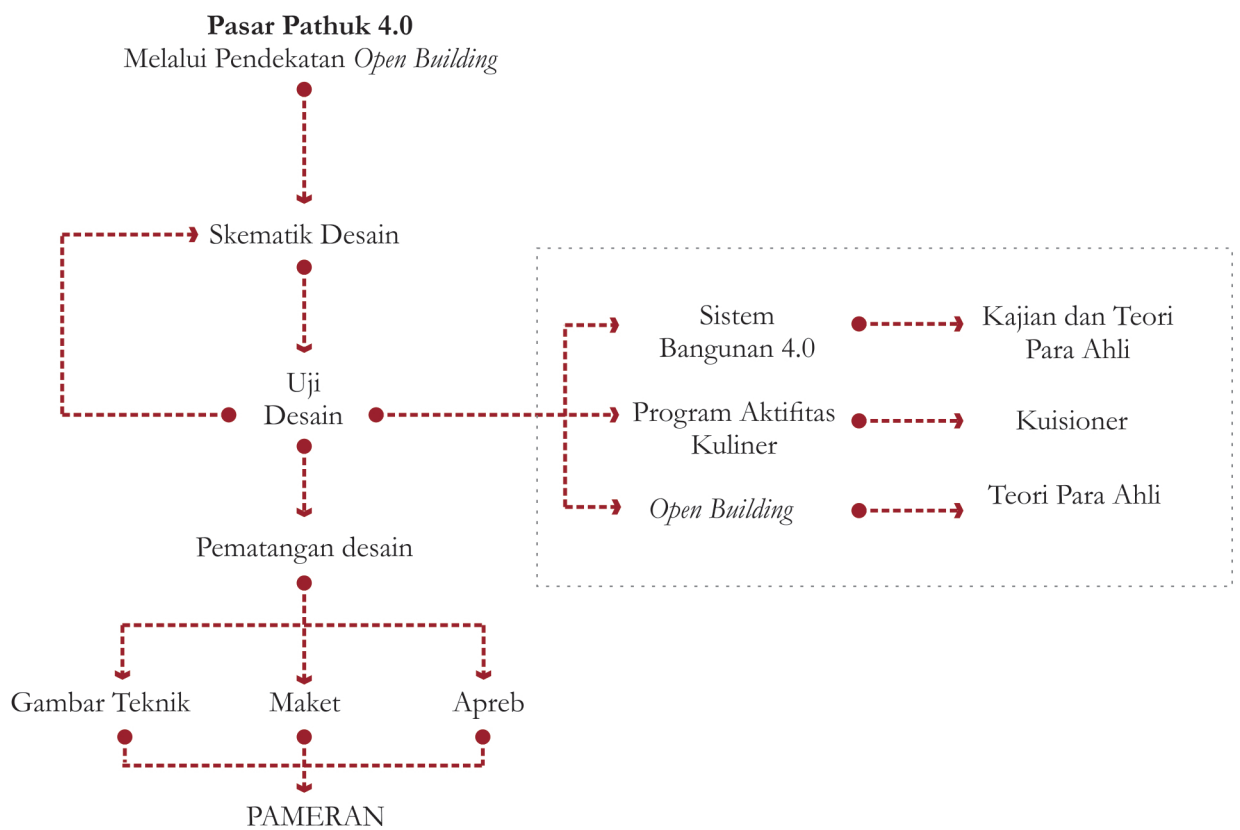 Pasar Pathuk 4.0
Melalui Pendekatan Open Building
Skematik Desain
Uji
Desain
Sistem
Bangunan 4.0
Kajian dan Teori
Para Ahli
Program Aktifitas
Kuliner
Kuisioner
Open Building
Teori Para Ahli
Pematangan desain
Gambar Teknik
Maket
Apreb
PAMERAN